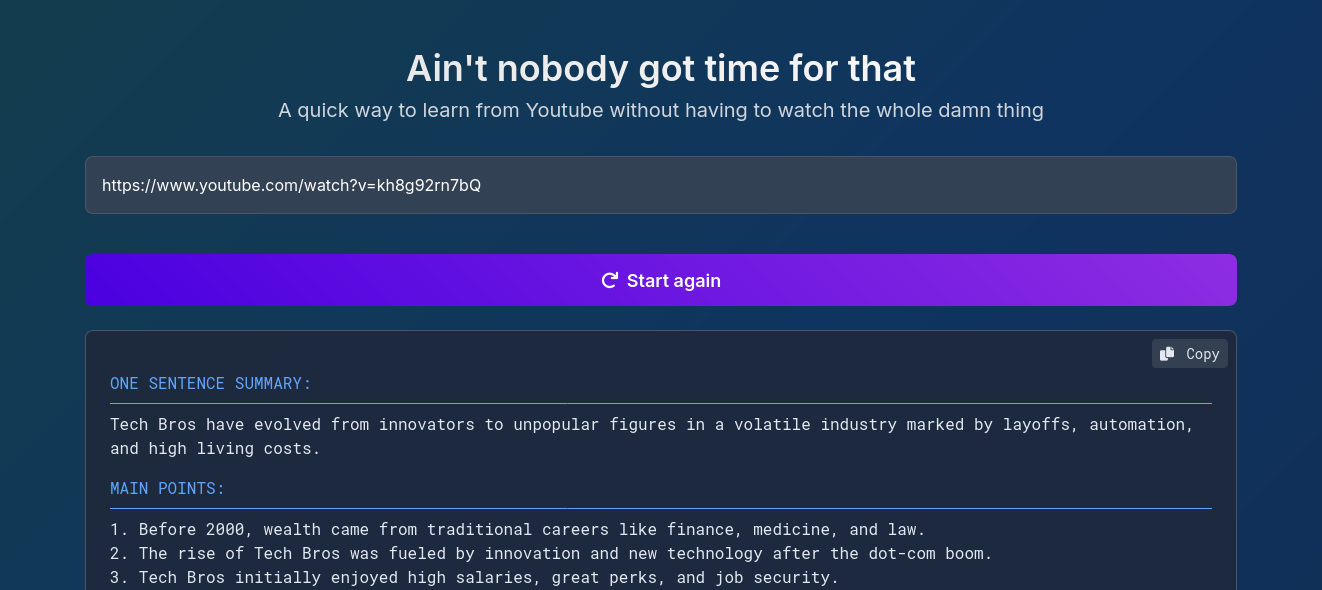 Ain't nobody got time for that
A quick way to learn from Youtube without having to watch the whole damn thing
https://www.youtube.com/watch?v=kh8g92rn7bQ
Start again
Copy
ONE SENTENCE SUMMARY:
Tech Bros have evolved from innovators to unpopular figures in a volatile industry marked by layoffs, automation,
and high living costs.
MAIN POINTS:
1. Before 2000, wealth came from traditional careers like finance, medicine, and law.
2. The rise of Tech Bros was fueled by innovation and new technology after the dot-com boom.
3. Tech Bros initially enjoyed high salaries, great perks, and job security.